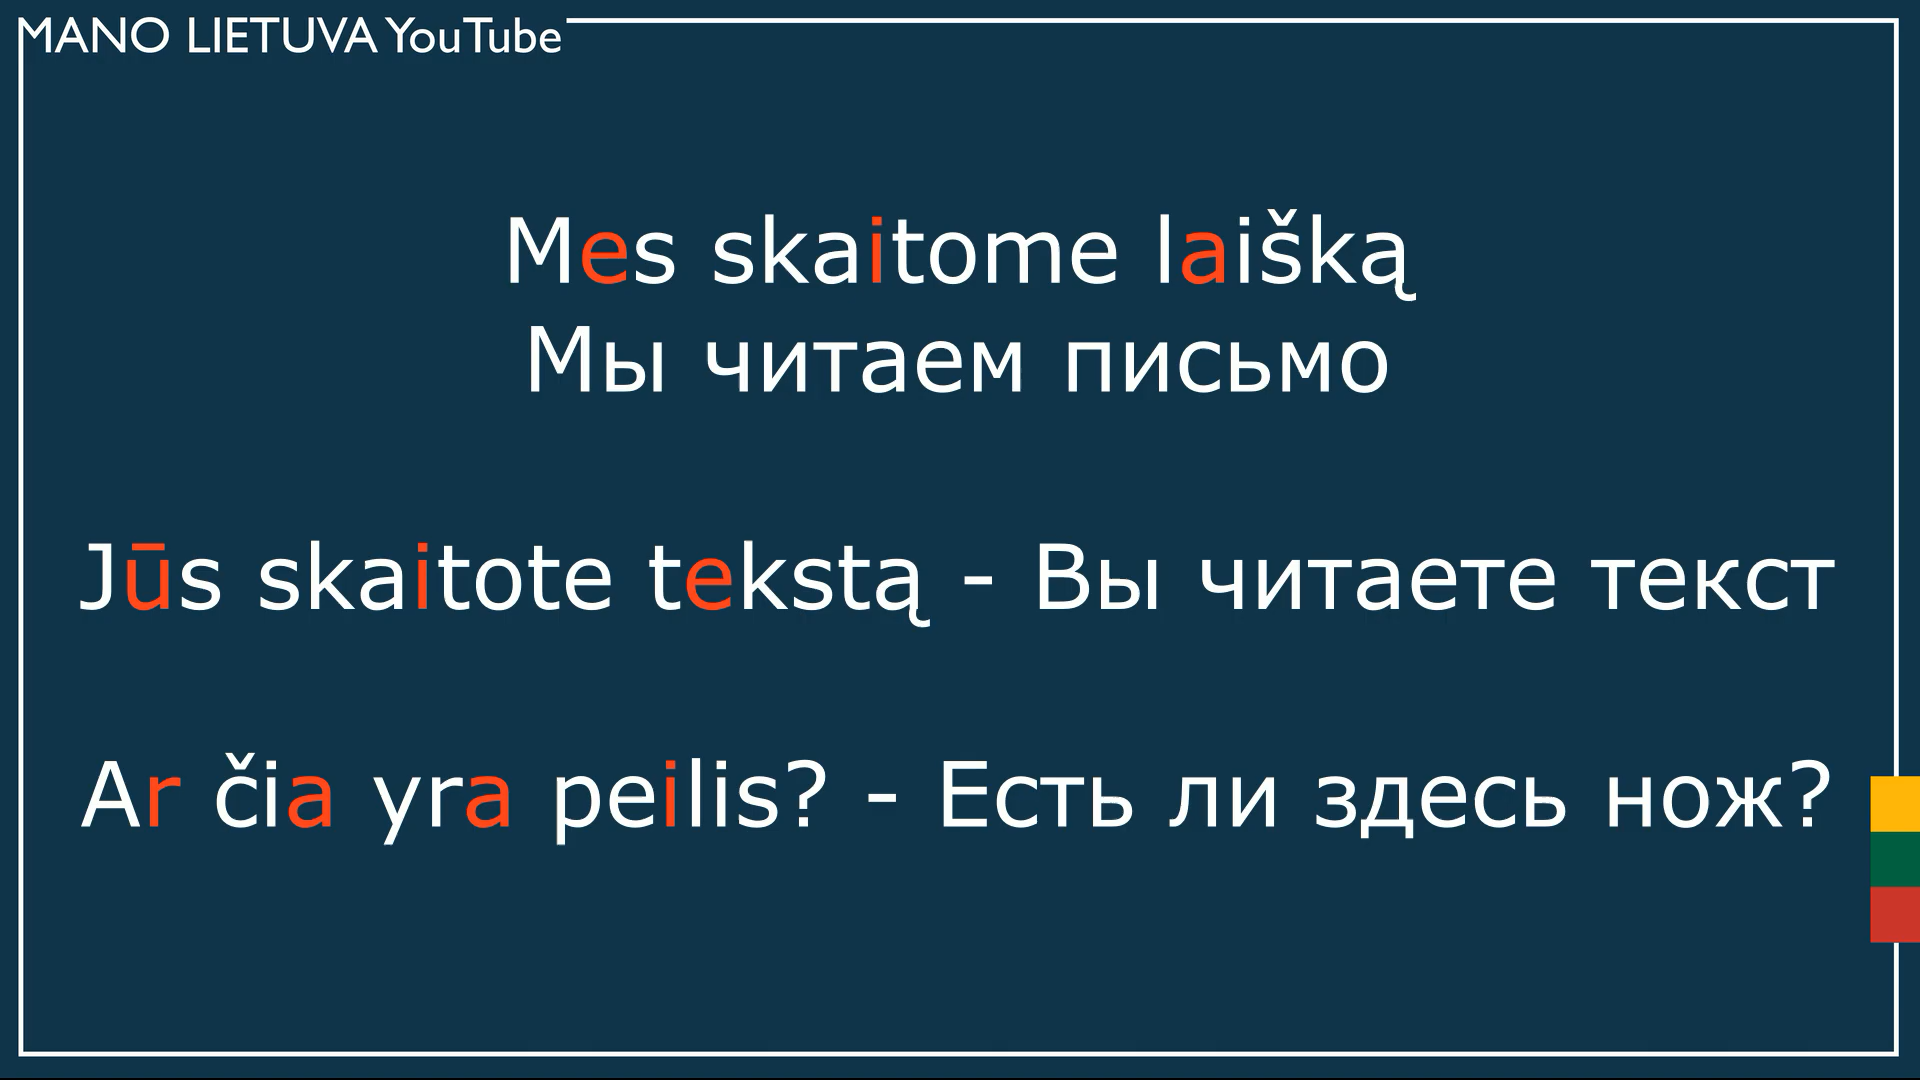 MANO LIETUVA YouTube
Mes skaitome laišką
Мы читаем письмо
Jūs skaitote tekstą - Вы читаете текст
Ar čia yra peilis? - Есть ли здесь нож?